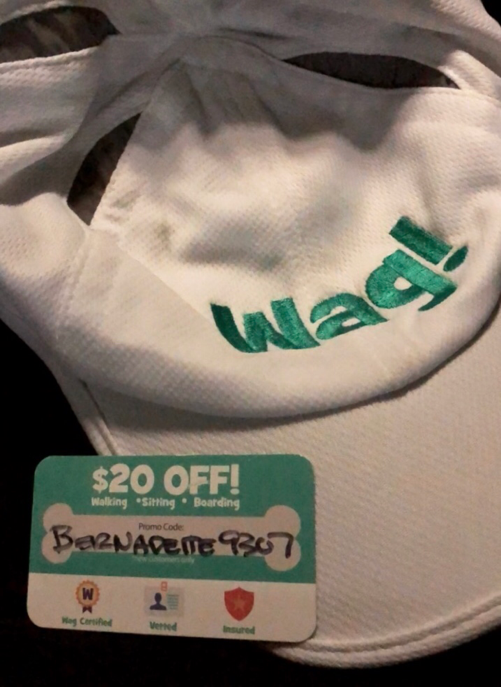 Wag!
$20 OFF!
Walking * Sitting * Boarding
Promo Code:
BERNADETTE9307
W
Wag Certified
Vetted
Insured